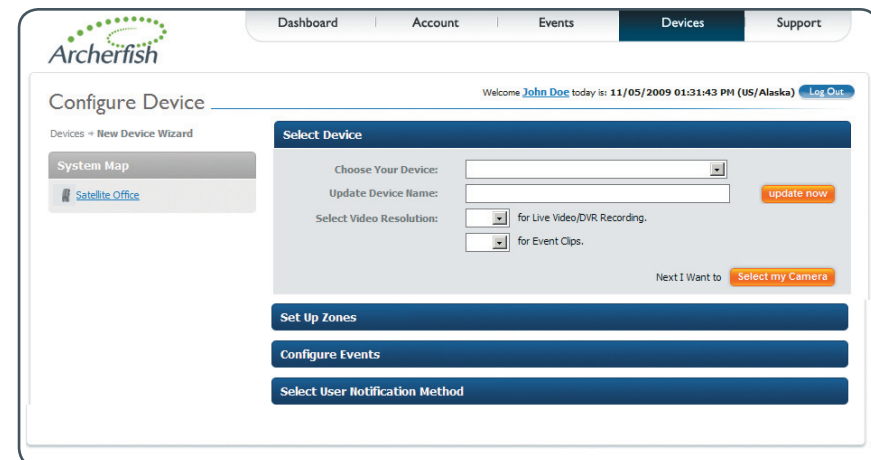 Dashboard Account Events Devices Support
Archerfish
Configure Device
Welcome John Doe today is: 11/05/2009 01:31:43 PM (US/Alaska) Log Out
Devices → New Device Wizard
System Map
Satellite Office
Select Device
Choose Your Device:
Update Device Name: update now
Select Video Resolution: for Live Video/DVR Recording.
for Event Clips.
Next I Want to Select my Camera
Set Up Zones
Configure Events
Select User Notification Method